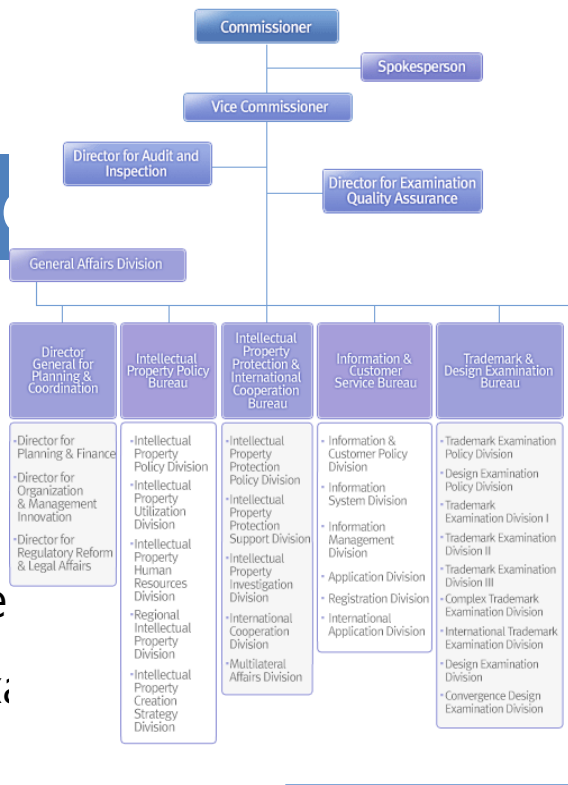 Commissioner
Spokesperson
Vice Commissioner
Director for Audit and
Inspection
Director for Examination
Quality Assurance
General Affairs Division
Director
General for
Planning &
Coordination
•Director for
Planning & Finance
•Director for
Organization
& Management
Innovation
•Director for
Regulatory Reform
& Legal Affairs
Intellectual
Property Policy
Bureau
•Intellectual
Property
Policy Division
•Intellectual
Property
Utilization
Division
•Intellectual
Property
Human
Resources
Division
•Regional
Intellectual
Property
Division
•Intellectual
Property
Creation
Strategy
Division
Intellectual
Property
Protection &
International
Cooperation
Bureau
•Intellectual
Property
Protection
Policy Division
•Intellectual
Property
Protection
Support Division
•Intellectual
Property
Investigation
Division
•International
Cooperation
Division
•Multilateral
Affairs Division
Information &
Customer
Service Bureau
• Information &
Customer Policy
Division
• Information
System Division
• Information
Management
Division
• Application Division
• Registration Division
• International
Application Division
Trademark &
Design Examination
Bureau
• Trademark Examination
Policy Division
• Design Examination
Policy Division
• Trademark
Examination Division I
• Trademark Examination
Division II
• Trademark Examination
Division III
• Complex Trademark
Examination Division
• International Trademark
Examination Division
• Design Examination
Division
• Convergence Design
Examination Division
e